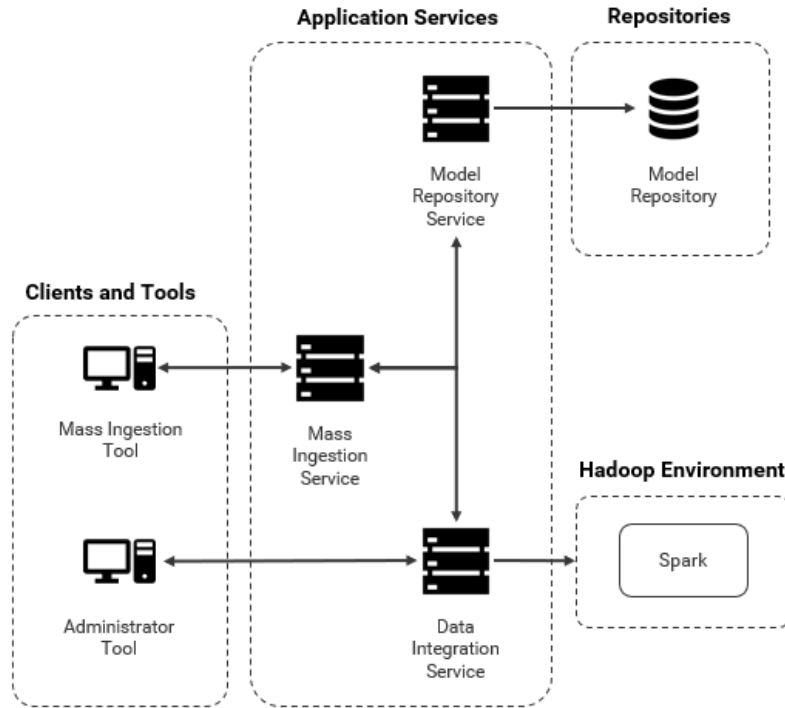 Application Services
Repositories
Model
Repository
Service
Model
Repository
Clients and Tools
Mass Ingestion
Tool
Mass
Ingestion
Service
Hadoop Environment
Spark
Administrator
Tool
Data
Integration
Service